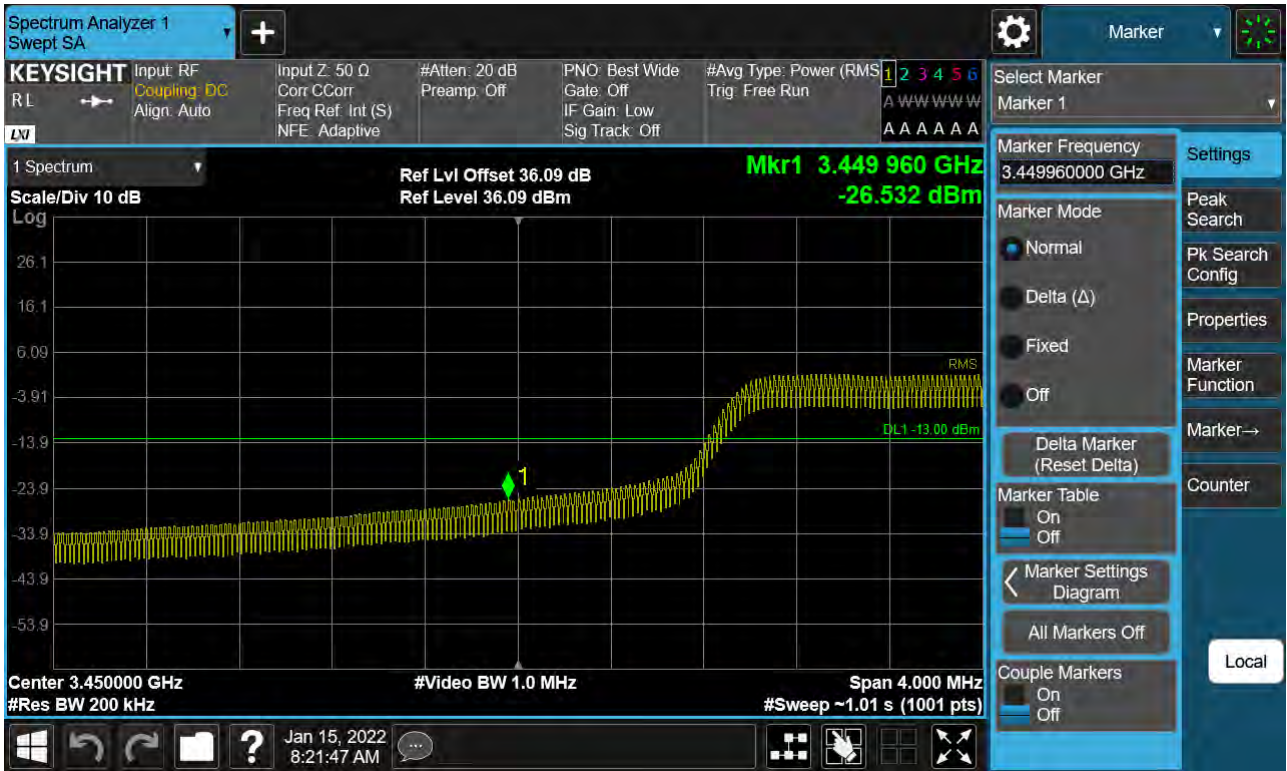 Spectrum Analyzer 1
Swept SA
+
Marker
KEYSIGHT
RL
LXI
Input: RF
Coupling: DC
Align: Auto
Input Z: 50 Ω
Corr CCorr
Freq Ref: Int (S)
NFE: Adaptive
#Atten: 20 dB
Preamp: Off
PNO: Best Wide
Gate: Off
IF Gain: Low
Sig Track: Off
#Avg Type: Power (RMS
Trig: Free Run
1 2 3 4 5 6
A W W W W W
A A A A A A
Select Marker
Marker 1
1 Spectrum
Scale/Div 10 dB
Ref Lvl Offset 36.09 dB
Ref Level 36.09 dBm
Mkr1 3.449 960 GHz
-26.532 dBm
Log
26.1
16.1
6.09
-3.91
-13.9
-23.9
-33.9
-43.9
-53.9
RMS
DL1 -13.00 dBm
1
Center 3.450000 GHz
#Res BW 200 kHz
#Video BW 1.0 MHz
Span 4.000 MHz
#Sweep ~1.01 s (1001 pts)
Marker Frequency
3.449960000 GHz
Marker Mode
Normal
Delta (Δ)
Fixed
Off
Delta Marker
(Reset Delta)
Marker Table
On
Off
Marker Settings
Diagram
All Markers Off
Couple Markers
On
Off
Settings
Peak
Search
Pk Search
Config
Properties
Marker
Function
Marker→
Counter
Local
?
Jan 15, 2022
8:21:47 AM